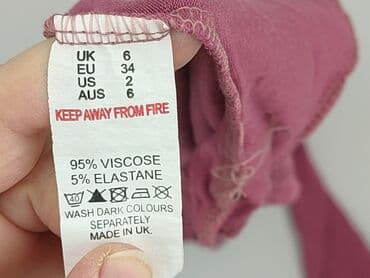 UK 6
EU 34
US 2
AUS 6
KEEP AWAY FROM FIRE
95% VISCOSE
5% ELASTANE
40
WASH DARK COLOURS
SEPARATELY
MADE IN UK.